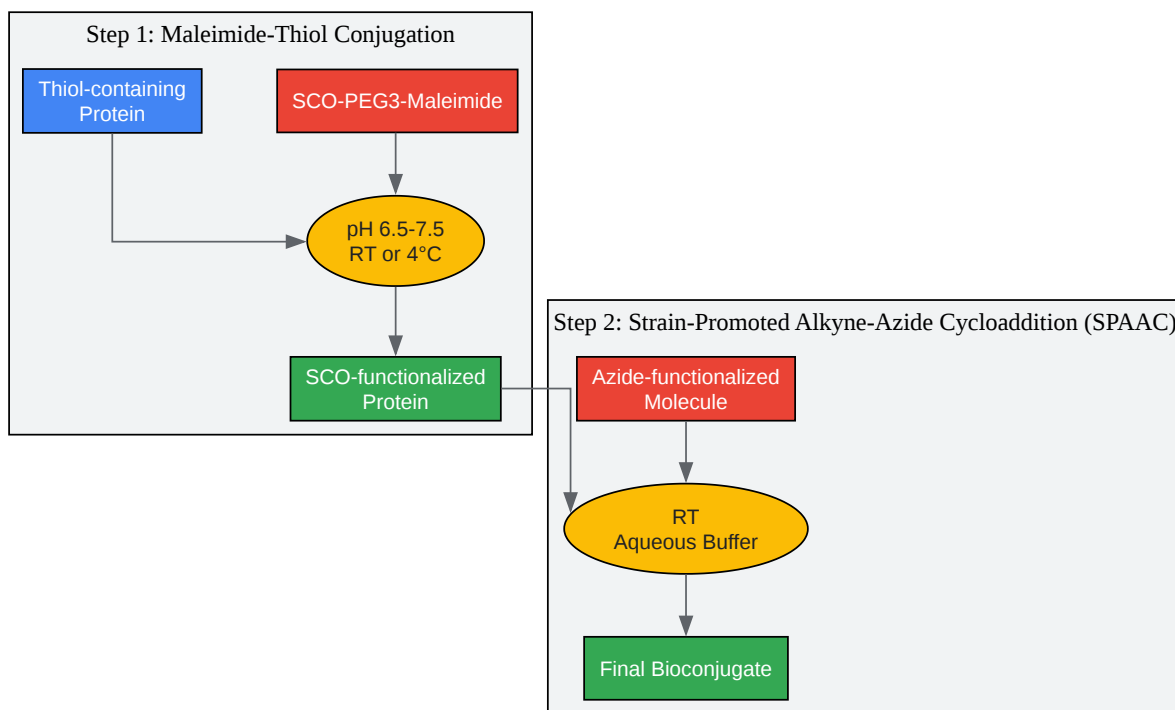 Step 1: Maleimide-Thiol Conjugation
Thiol-containing
Protein
SCO-PEG3-Maleimide
pH 6.5-7.5
RT or 4°C
SCO-functionalized
Protein
Step 2: Strain-Promoted Alkyne-Azide Cycloaddition (SPAAC)
Azide-functionalized
Molecule
RT
Aqueous Buffer
Final Bioconjugate